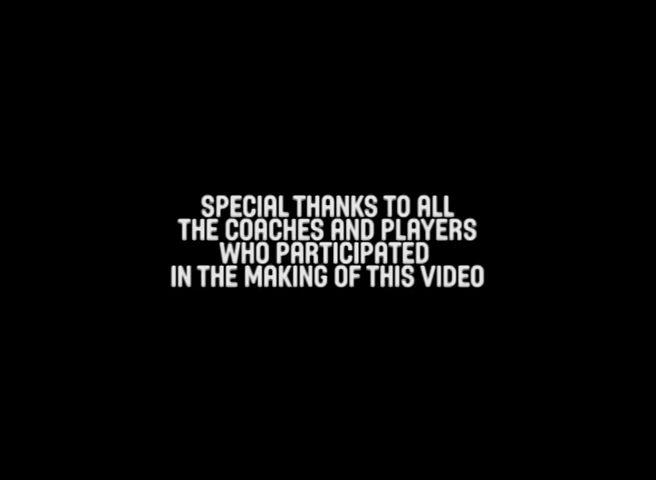 SPECIAL THANKS TO ALL
THE COACHES AND PLAYERS
WHO PARTICIPATED
IN THE MAKING OF THIS VIDEO